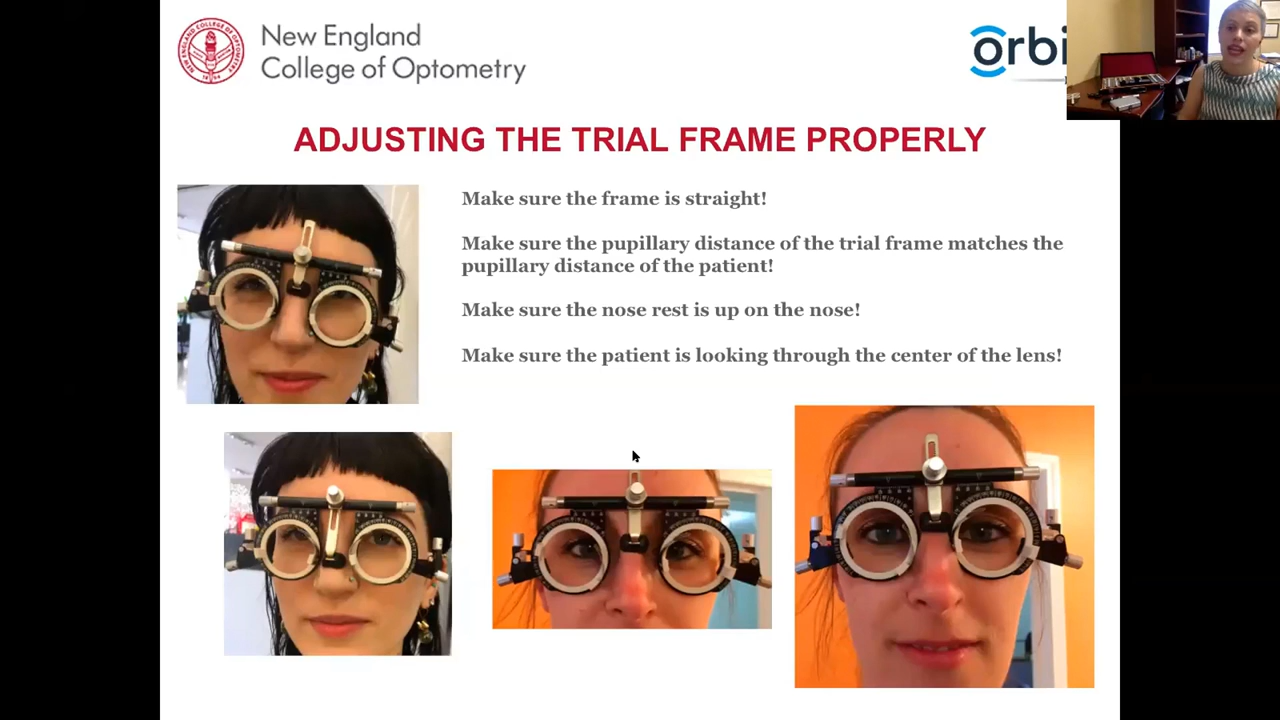 New England
College of Optometry
orbi
ADJUSTING THE TRIAL FRAME PROPERLY
Make sure the frame is straight!
Make sure the pupillary distance of the trial frame matches the
pupillary distance of the patient!
Make sure the nose rest is up on the nose!
Make sure the patient is looking through the center of the lens!